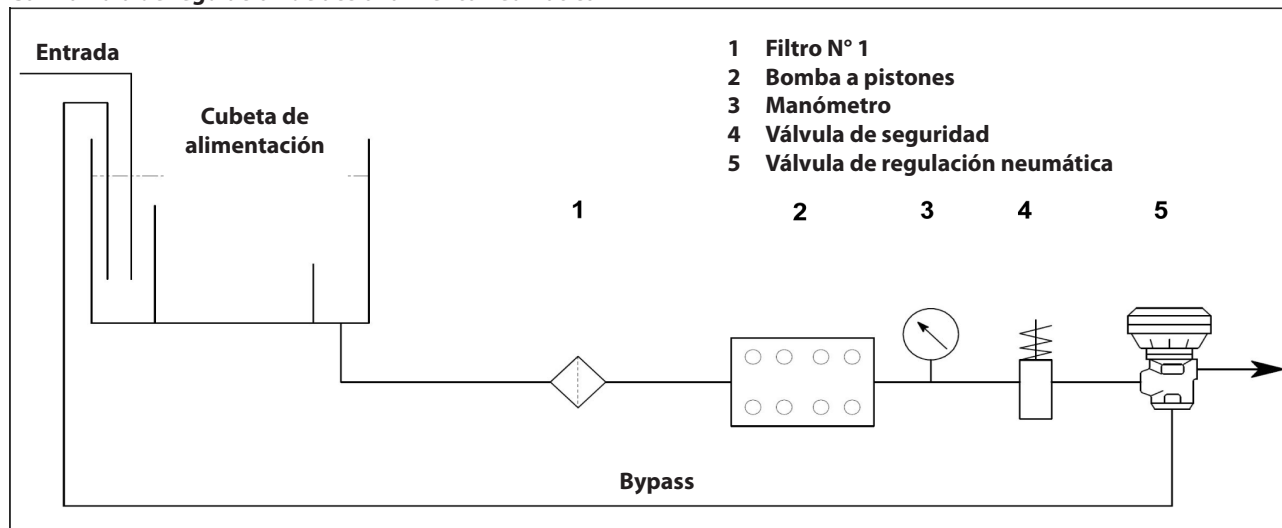 Entrada
Cubeta de
alimentación
1 Filtro N° 1
2 Bomba a pistones
3 Manómetro
4 Válvula de seguridad
5 Válvula de regulación neumática
1 2 3 4 5
Bypass